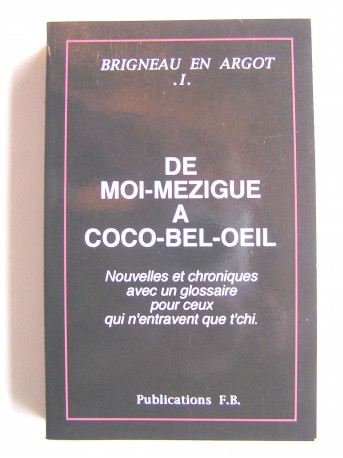 BRIGNEAU EN ARGOT
.I.
DE
MOI-MEZIGUE
A
COCO-BEL-OEIL
Nouvelles et chroniques
avec un glossaire
pour ceux
qui n'entravent que t'chi.
Publications F.B.